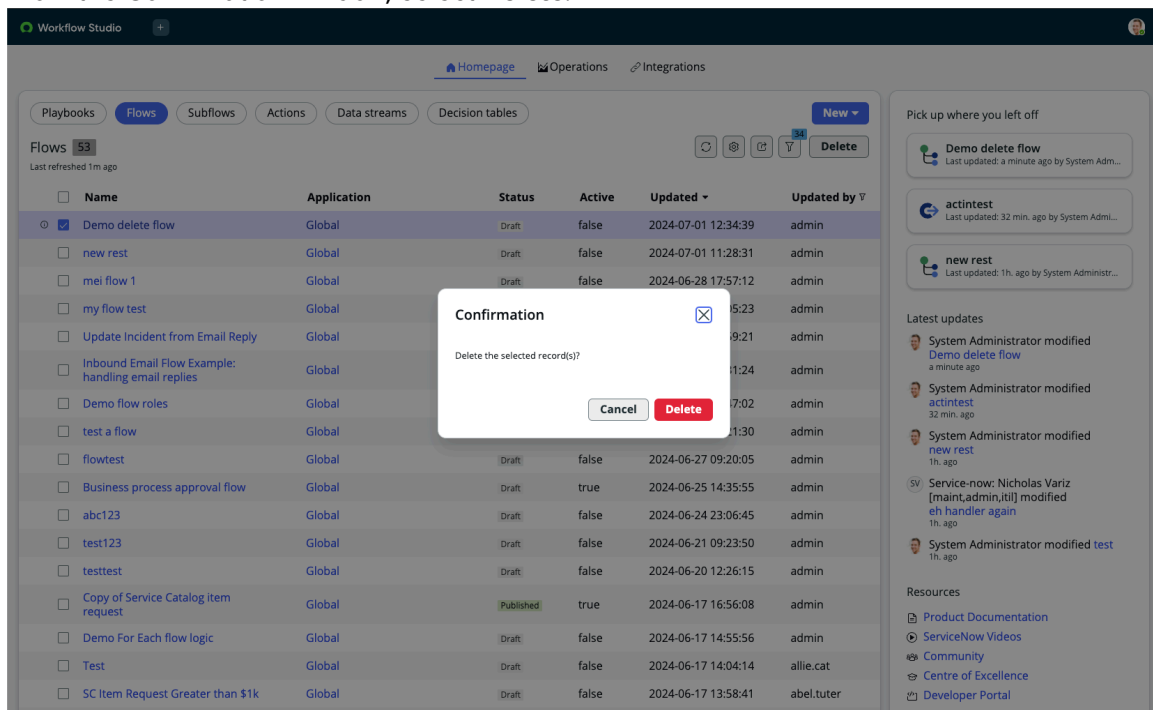 Workflow Studio +
Homepage Operations Integrations
Playbooks Flows Subflows Actions Data streams Decision tables New
Flows 53
Last refreshed 1m ago
34
Delete
Name Application Status Active Updated Updated by
Demo delete flow Global Draft false 2024-07-01 12:34:39 admin
new rest Global Draft false 2024-07-01 11:28:31 admin
mei flow 1 Global Draft false 2024-06-28 17:57:12 admin
my flow test Global 5:23 admin
Update Incident from Email Reply Global 9:21 admin
Inbound Email Flow Example:
handling email replies Global 1:24 admin
Demo flow roles Global 7:02 admin
test a flow Global 1:30 admin
flowtest Global Draft false 2024-06-27 09:20:05 admin
Business process approval flow Global Draft true 2024-06-25 14:35:55 admin
abc123 Global Draft false 2024-06-24 23:06:45 admin
test123 Global Draft false 2024-06-21 09:23:50 admin
testtest Global Draft false 2024-06-20 12:26:15 admin
Copy of Service Catalog item
request Global Published true 2024-06-17 16:56:08 admin
Demo For Each flow logic Global Draft false 2024-06-17 14:55:56 admin
Test Global Draft false 2024-06-17 14:04:14 allie.cat
SC Item Request Greater than $1k Global Draft false 2024-06-17 13:58:41 abel.tuter
Confirmation
Delete the selected record(s)?
Cancel Delete
Pick up where you left off
Demo delete flow
Last updated: a minute ago by System Adm...
actintest
Last updated: 32 min. ago by System Admi...
new rest
Last updated: 1h. ago by System Administr...
Latest updates
System Administrator modified
Demo delete flow
a minute ago
System Administrator modified
actintest
32 min. ago
System Administrator modified
new rest
1h. ago
SV Service-now: Nicholas Variz
[maint,admin,itil] modified
eh handler again
1h. ago
System Administrator modified test
1h. ago
Resources
Product Documentation
ServiceNow Videos
Community
Centre of Excellence
Developer Portal